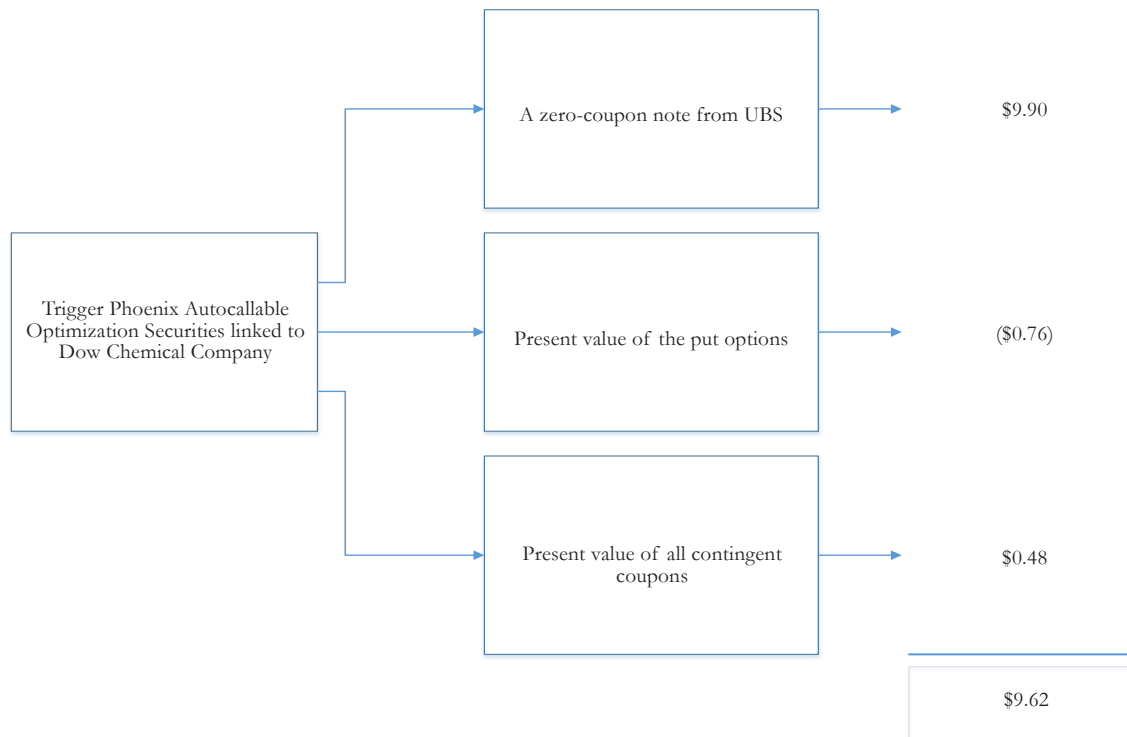 A zero-coupon note from UBS
$9.90
Trigger Phoenix Autocallable
Optimization Securities linked to
Dow Chemical Company
Present value of the put options
($0.76)
Present value of all contingent
coupons
$0.48
$9.62